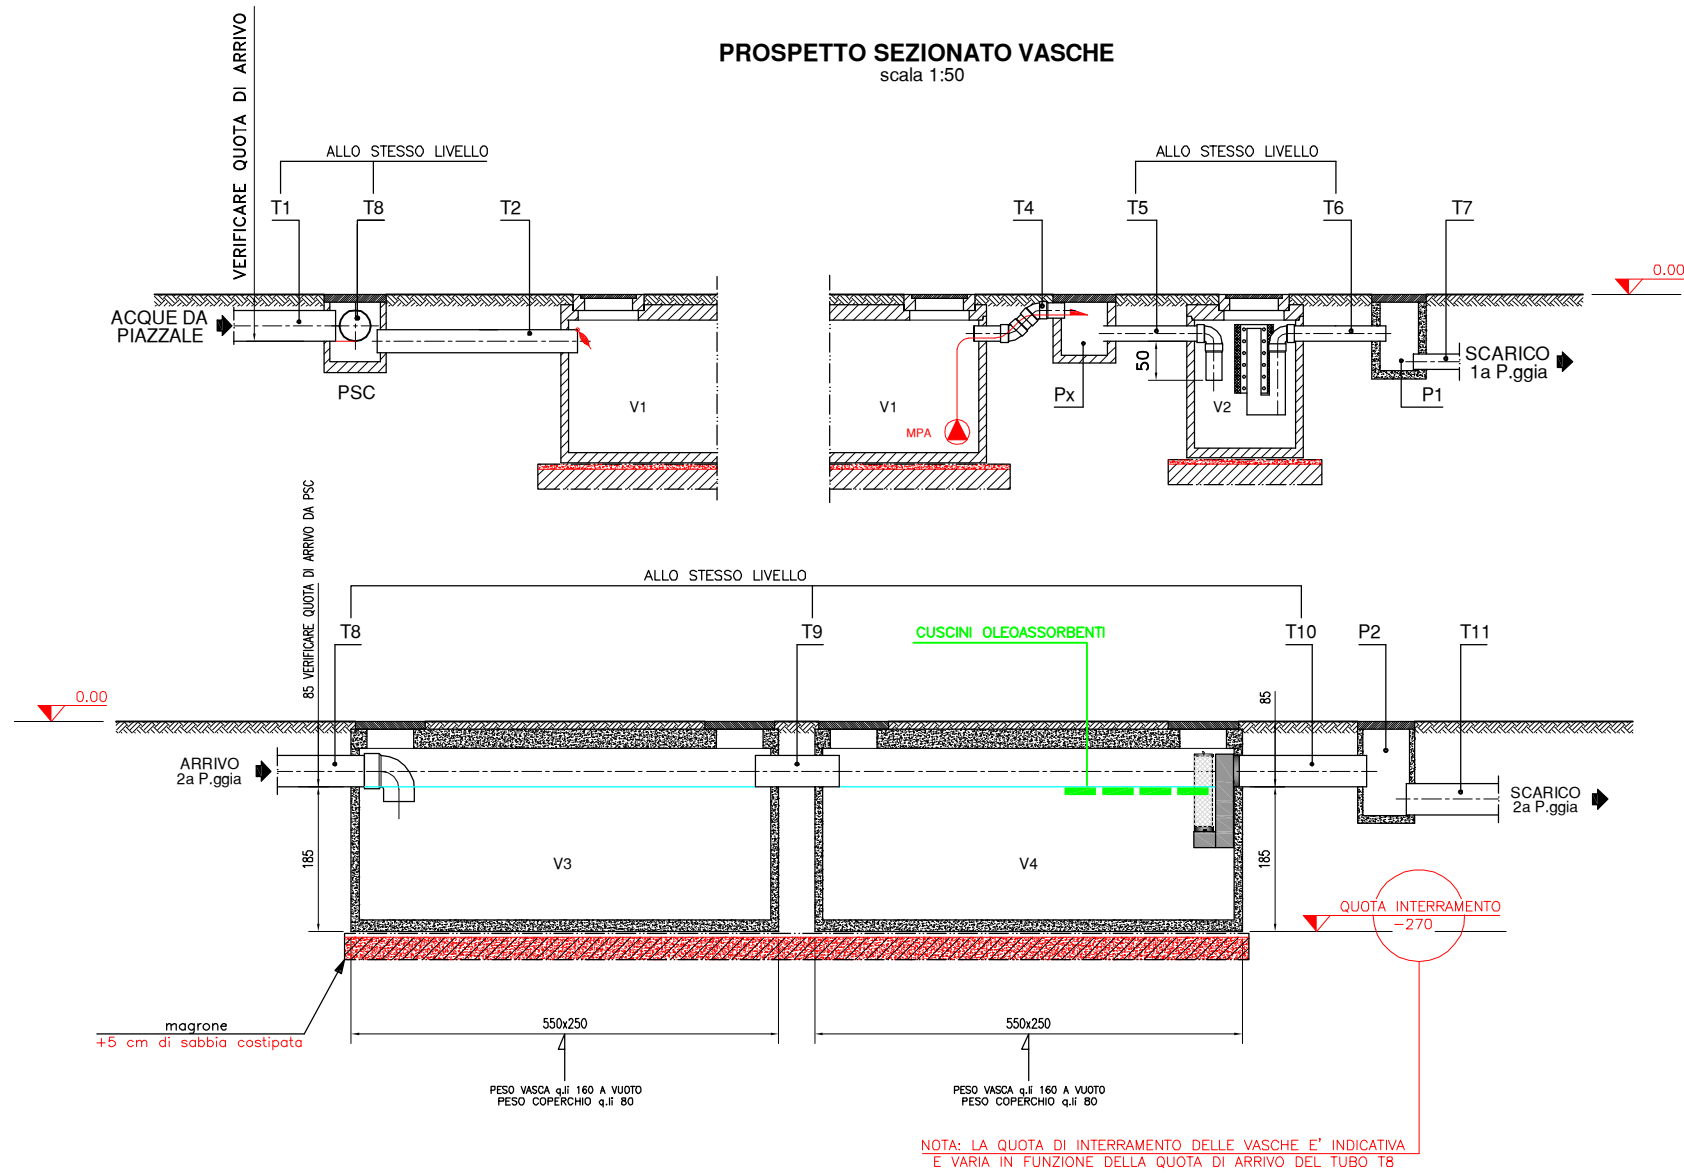 PROSPETTO SEZIONATO VASCHE
scala 1:50
VERIFICARE QUOTA DI ARRIVO
ALLO STESSO LIVELLO
ALLO STESSO LIVELLO
T1
T8
T2
T4
T5
T6
T7
0.00
ACQUE DA
PIAZZALE
PSC
V1
V1
MPA
Px
50
V2
P1
SCARICO
1a P.ggia
85 VERIFICARE QUOTA DI ARRIVO DA PSC
ALLO STESSO LIVELLO
T8
T9
CUSCINI OLEOASSORBENTI
T10
P2
T11
0.00
85
ARRIVO
2a P.ggia
SCARICO
2a P.ggia
185
V3
V4
185
QUOTA INTERRAMENTO
-270
magrone
+5 cm di sabbia costipata
550x250
550x250
PESO VASCA q.li 160 A VUOTO
PESO COPERCHIO q.li 80
PESO VASCA q.li 160 A VUOTO
PESO COPERCHIO q.li 80
NOTA: LA QUOTA DI INTERRAMENTO DELLE VASCHE E' INDICATIVA
E VARIA IN FUNZIONE DELLA QUOTA DI ARRIVO DEL TUBO T8